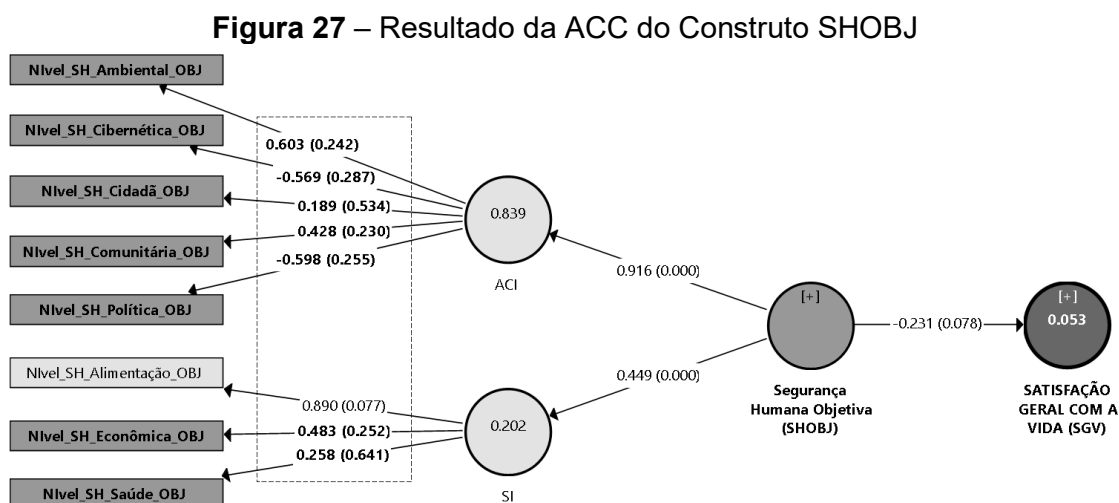 Figura 27 – Resultado da ACC do Construto SHOBJ
NIvel_SH_Ambiental_OBJ
NIvel_SH_Cibernética_OBJ
NIvel_SH_Cidadã_OBJ
NIvel_SH_Comunitária_OBJ
NIvel_SH_Política_OBJ
NIvel_SH_Alimentação_OBJ
NIvel_SH_Econômica_OBJ
NIvel_SH_Saúde_OBJ
0.603 (0.242)
-0.569 (0.287)
0.189 (0.534)
0.428 (0.230)
-0.598 (0.255)
0.890 (0.077)
0.483 (0.252)
0.258 (0.641)
0.839
ACI
0.202
SI
0.916 (0.000)
0.449 (0.000)
[+]
Segurança
Humana Objetiva
(SHOBJ)
-0.231 (0.078)
[+]
0.053
SATISFAÇÃO
GERAL COM A
VIDA (SGV)